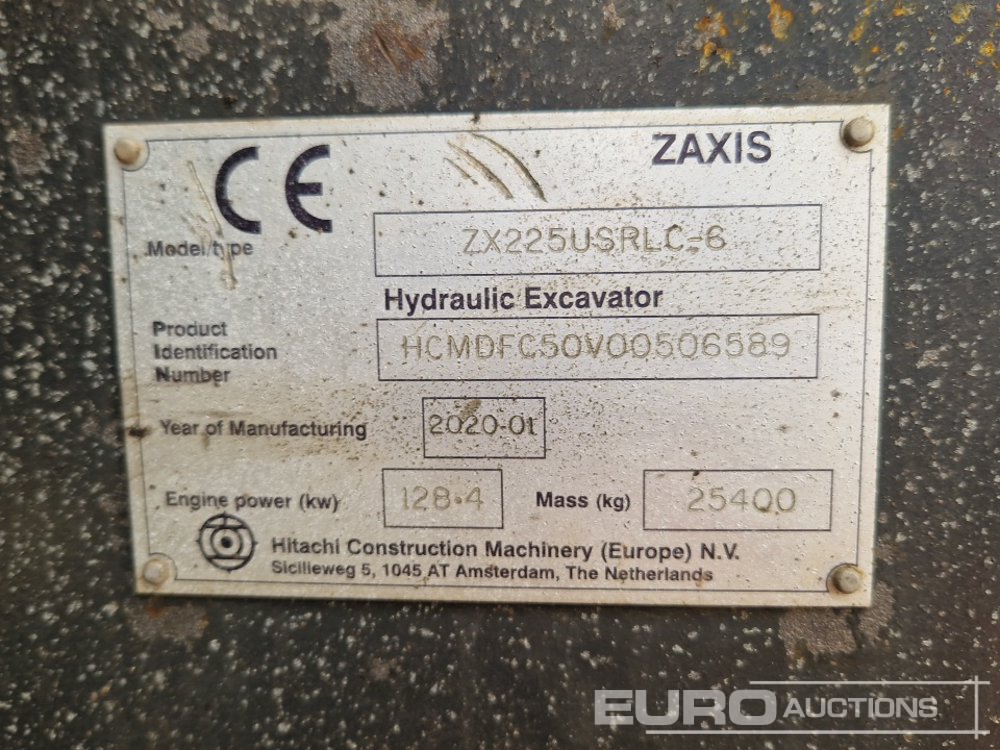 CE
ZAXIS
Model/type ZX225USRLC-6
Hydraulic Excavator
Product
Identification
Number
HCMDFC50V00506589
Year of Manufacturing 2020-01
Engine power (kw) 128.4 Mass (kg) 25400
Hitachi Construction Machinery (Europe) N.V.
Sicilieweg 5, 1045 AT Amsterdam, The Netherlands
EURO AUCTIONS